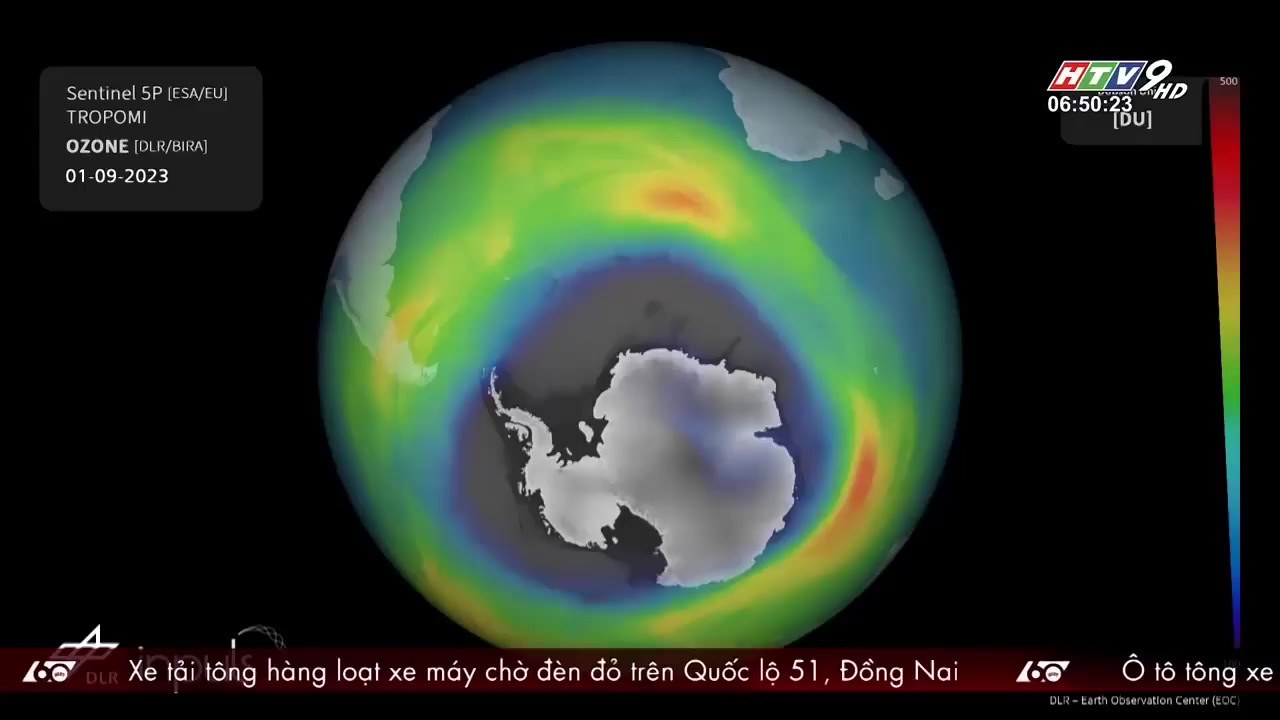 Sentinel 5P [ESA/EU]
TROPOMI
OZONE [DLR/BIRA]
01-09-2023
HTV9 HD
06:50:23
[DU]
500
DLR
Xe tải tông hàng loạt xe máy chờ đèn đỏ trên Quốc lộ 51, Đồng Nai
60
Ô tô tông xe
DLR – Earth Observation Center (EOC)